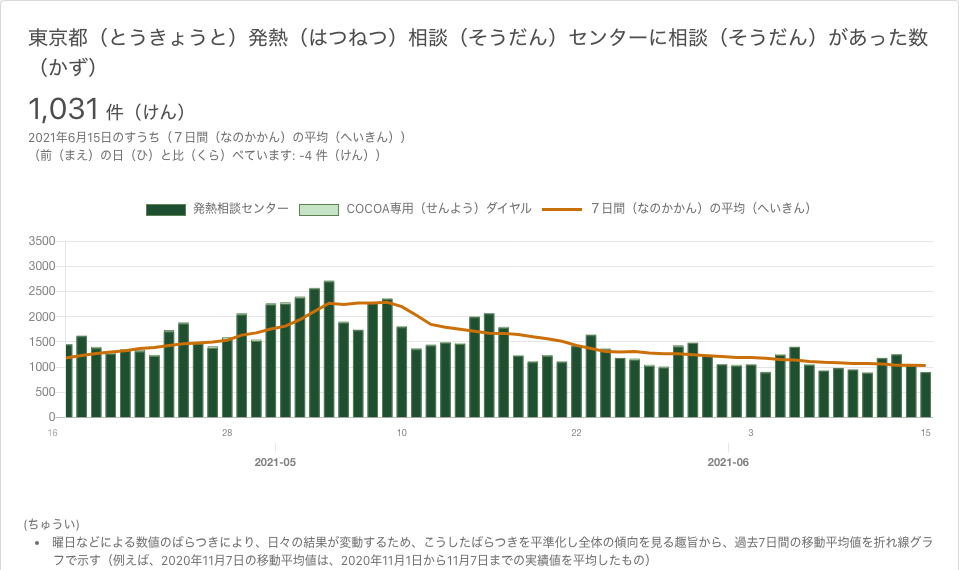 東京都（とうきょうと）発熱（はつねつ）相談（そうだん）センターに相談（そうだん）があった数
（かず）
1,031 件（けん）
2021年6月15日のすうち（７日間（なのかかん）の平均（へいきん））
（前（まえ）の日（ひ）と比（くら）べています: -4 件（けん））
発熱相談センター COCOA専用（せんよう）ダイヤル ７日間（なのかかん）の平均（へいきん）
3500
3000
2500
2000
1500
1000
500
0
16 28 10 22 3 15
2021-05 2021-06
(ちゅうい)
• 曜日などによる数値のばらつきにより、日々の結果が変動するため、こうしたばらつきを平準化し全体の傾向を見る趣旨から、過去7日間の移動平均値を折れ線グラ
フで示す（例えば、2020年11月7日の移動平均値は、2020年11月1日から11月7日までの実績値を平均したもの）